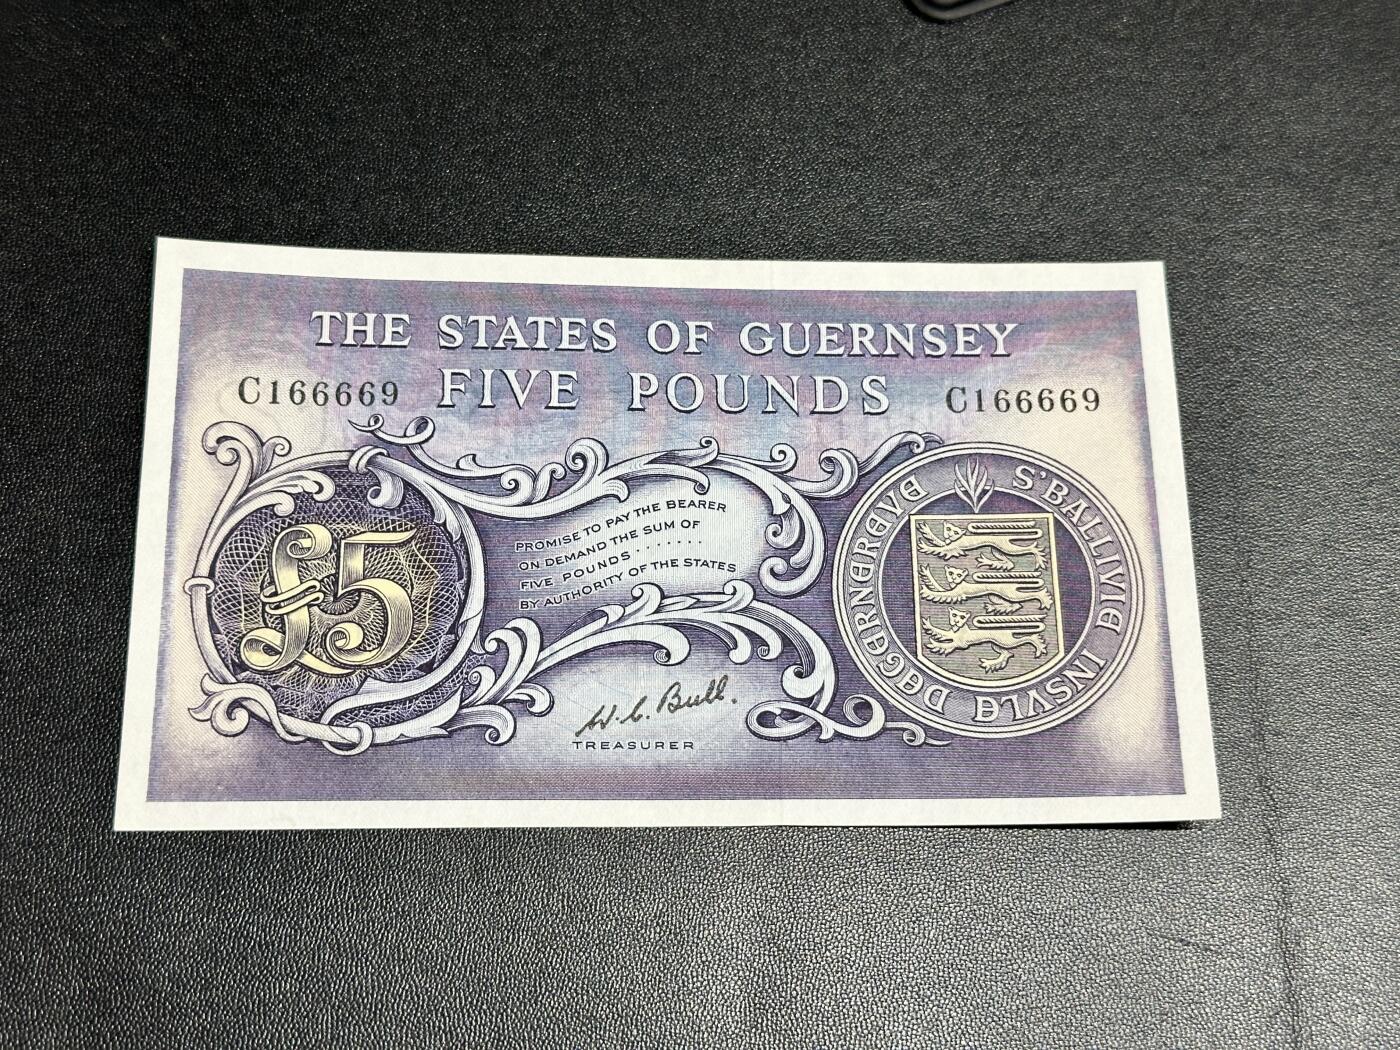 THE STATES OF GUERNSEY
C166669 FIVE POUNDS C166669
£5
PROMISE TO PAY THE BEARER
ON DEMAND THE SUM OF
FIVE POUNDS .......
BY AUTHORITY OF THE STATES
W. C. Bull.
TREASURER
S'BALLIVIE INSVLE DEGERNEREVE